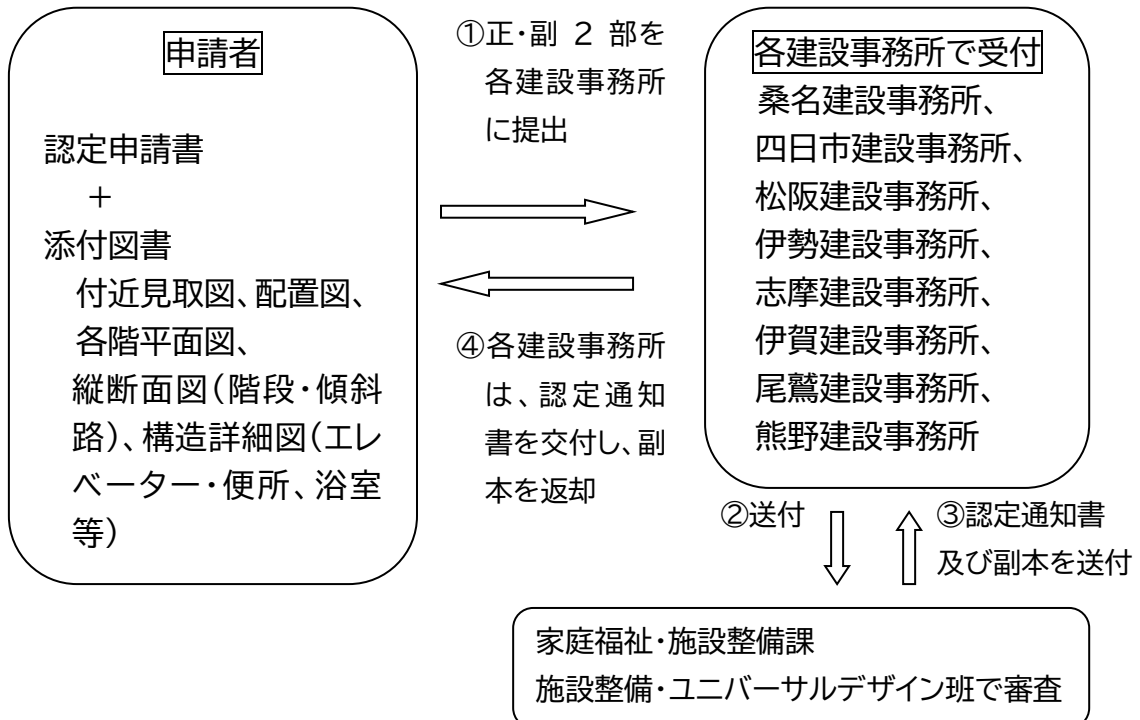 申請者
認定申請書
＋
添付図書
付近見取図、配置図、
各階平面図、
縦断面図(階段・傾斜
路)、構造詳細図(エレ
ベーター・便所、浴室
等)
①正・副 2 部を
各建設事務所
に提出
④各建設事務所
は、認定通知
書を交付し、副
本を返却
各建設事務所で受付
桑名建設事務所、
四日市建設事務所、
松阪建設事務所、
伊勢建設事務所、
志摩建設事務所、
伊賀建設事務所、
尾鷲建設事務所、
熊野建設事務所
②送付
③認定通知書
及び副本を送付
家庭福祉・施設整備課
施設整備・ユニバーサルデザイン班で審査